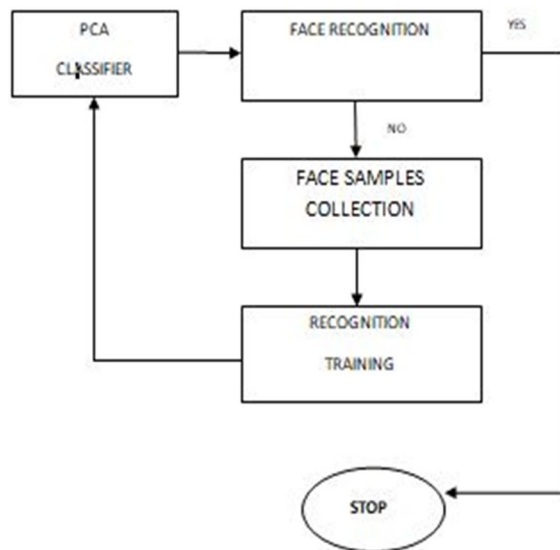 PCA
CLASSIFIER
FACE RECOGNITION
YES
NO
FACE SAMPLES
COLLECTION
RECOGNITION
TRAINING
STOP